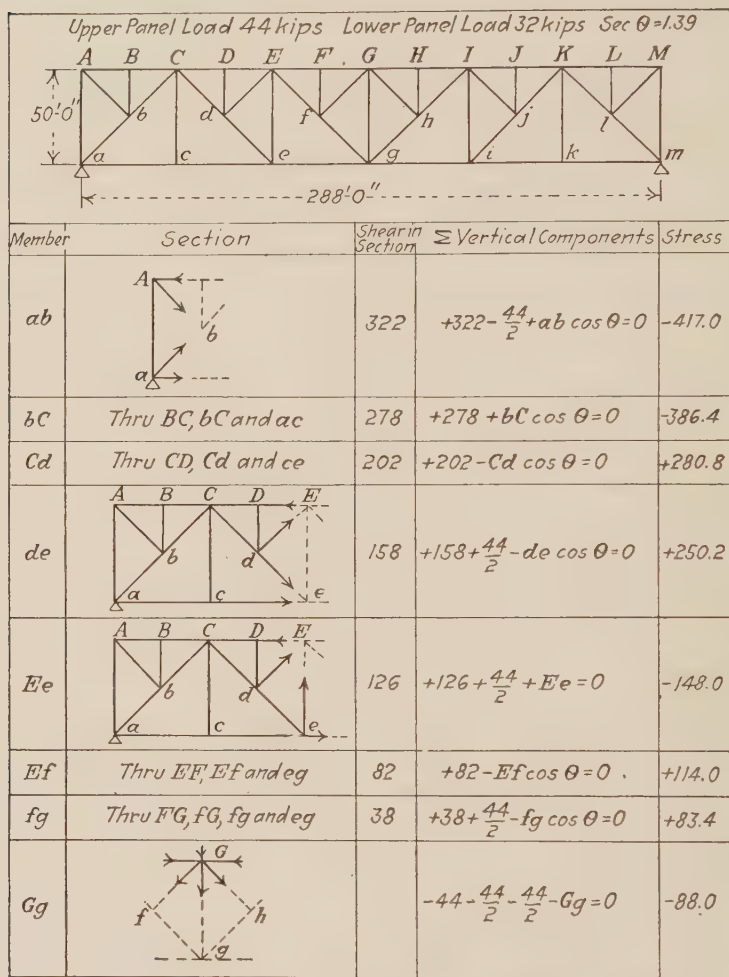 Upper Panel Load 44 kips Lower Panel Load 32 kips Sec θ=1.39
A B C D E F G H I J K L M
50'-0"
b d f h j l
a c e g i k m
288'-0"
Member Section Shear in Section Σ Vertical Components Stress
A
ab 322 +322-44/2+ab cos θ=0 -417.0
b
a
bC Thru BC, bC and ac 278 +278+bC cos θ=0 -386.4
Cd Thru CD, Cd and ce 202 +202-Cd cos θ=0 +280.8
A B C D E
de 158 +158+44/2-de cos θ=0 +250.2
b d
a c e
A B C D E
Ee 126 +126+44/2+Ee=0 -148.0
b d
a c e
Ef Thru EF, Ef and eg 82 +82-Ef cos θ=0 +114.0
fg Thru FG, fG, fg and eg 38 +38+44/2-fg cos θ=0 +83.4
G
Gg -44-44/2-44/2-Gg=0 -88.0
f h
g